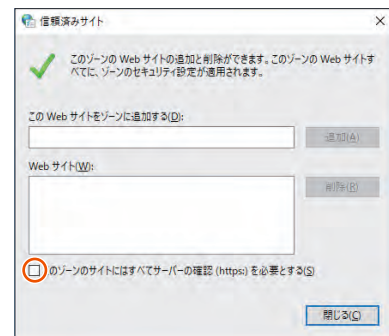 信頼済みサイト
このゾーンの Web サイトの追加と削除ができます。このゾーンの Web サイトす
べてに、ゾーンのセキュリティ設定が適用されます。
この Web サイトをゾーンに追加する(D):
追加(A)
Web サイト(W):
削除(R)
のゾーンのサイトにはすべてサーバーの確認 (https:) を必要とする(S)
閉じる(C)